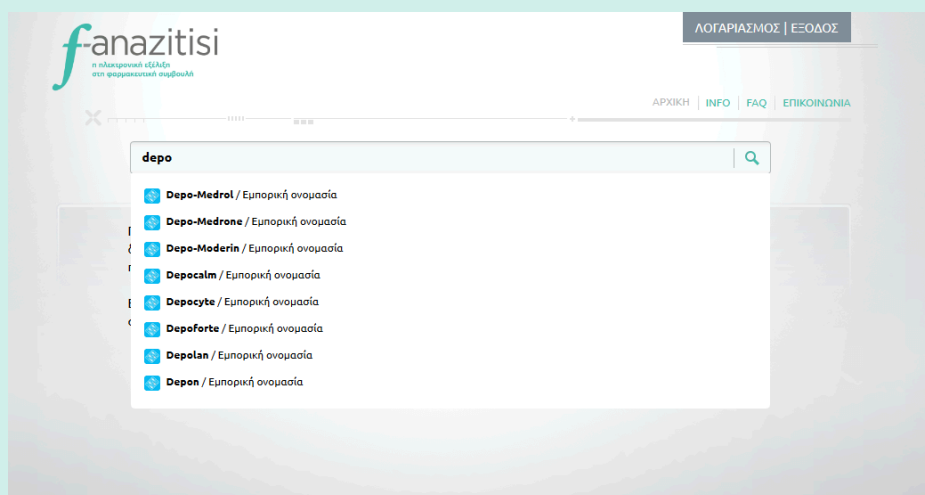 f-anazitisi
η ηλεκτρονική εξέλιξη
στη φαρμακευτική συμβουλή
ΛΟΓΑΡΙΑΣΜΟΣ | ΕΞΟΔΟΣ
ΑΡΧΙΚΗ | INFO | FAQ | ΕΠΙΚΟΙΝΩΝΙΑ
depo
Depo-Medrol / Εμπορική ονομασία
Depo-Medrone / Εμπορική ονομασία
Depo-Moderin / Εμπορική ονομασία
Depocalm / Εμπορική ονομασία
Depocyte / Εμπορική ονομασία
Depoforte / Εμπορική ονομασία
Depolan / Εμπορική ονομασία
Depon / Εμπορική ονομασία